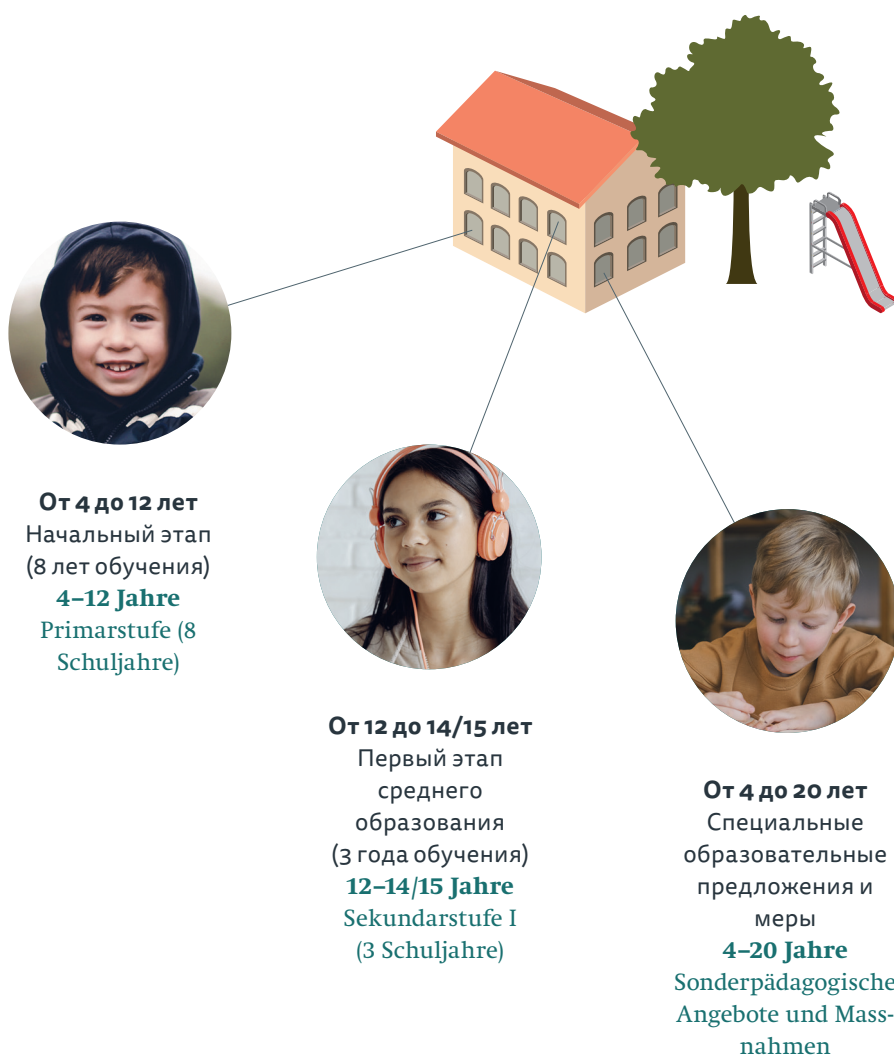 От 4 до 12 лет
Начальный этап
(8 лет обучения)
4–12 Jahre
Primarstufe (8
Schuljahre)
От 12 до 14/15 лет
Первый этап
среднего
образования
(3 года обучения)
12–14/15 Jahre
Sekundarstufe I
(3 Schuljahre)
От 4 до 20 лет
Специальные
образовательные
предложения и
меры
4–20 Jahre
Sonderpädagogische
Angebote und Mass-
nahmen